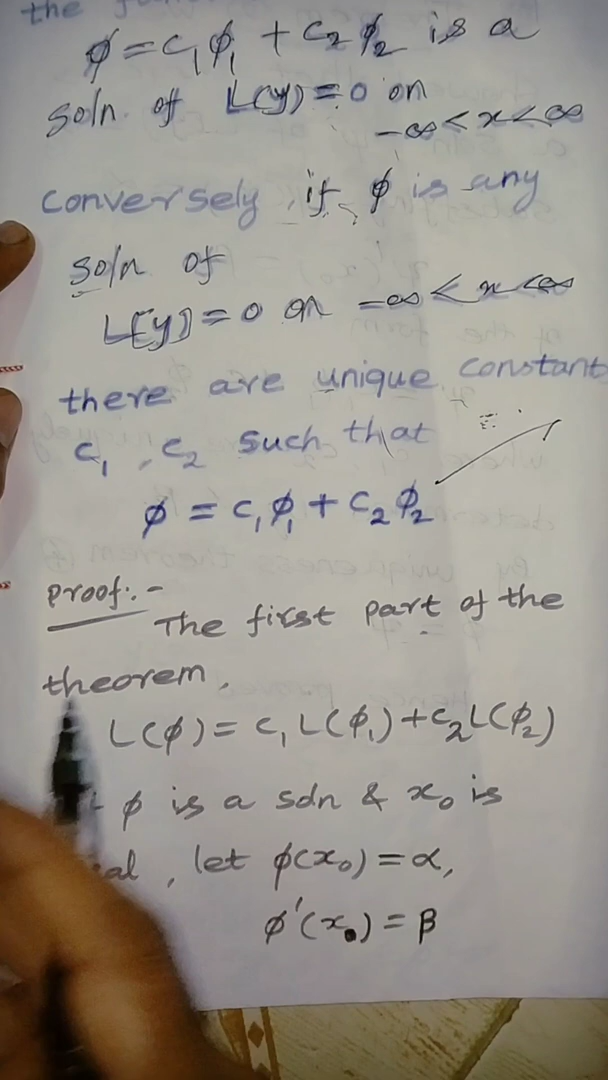 the
φ = c₁φ₁ + c₂φ₂ is a
soln. of L(y) = 0 on
-∞ < x < ∞
conversely, if φ is any
soln of
L(y) = 0 on -∞ < x < ∞
there are unique constant
c₁, c₂ such that
φ = c₁φ₁ + c₂φ₂
proof:-
The first part of the
theorem,
L(φ) = c₁L(φ₁) + c₂L(φ₂)
φ is a soln & x₀ is
let φ(x₀) = α,
φ'(x₀) = β